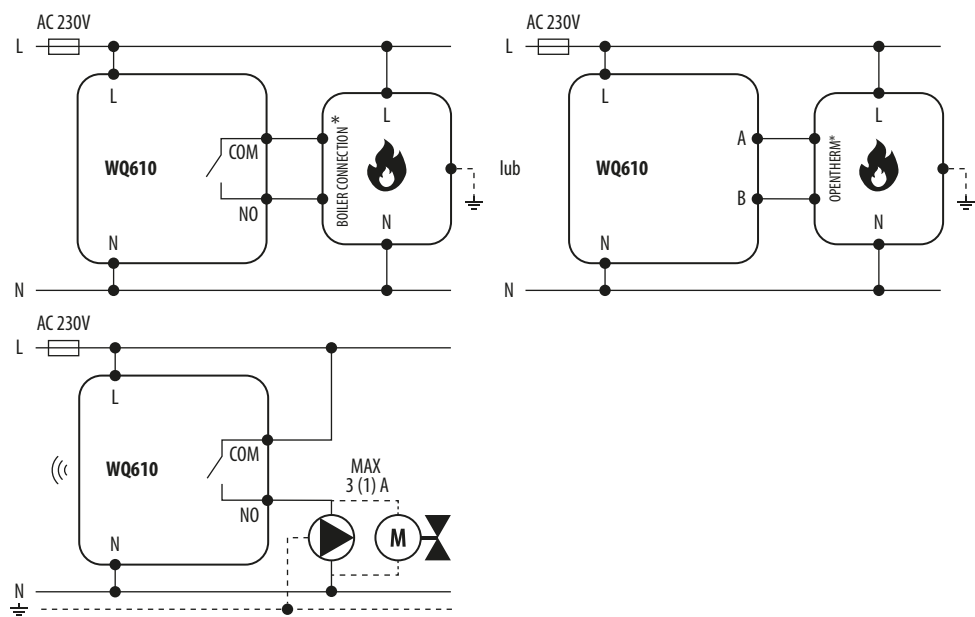 AC 230V
L
L
WQ610
COM
NO
N
N
BOILER CONNECTION *
L
N
lub
AC 230V
L
L
WQ610
A
B
N
N
OPENTHERM*
L
N
AC 230V
L
L
WQ610
COM
NO
N
N
MAX
3 (1) A
M